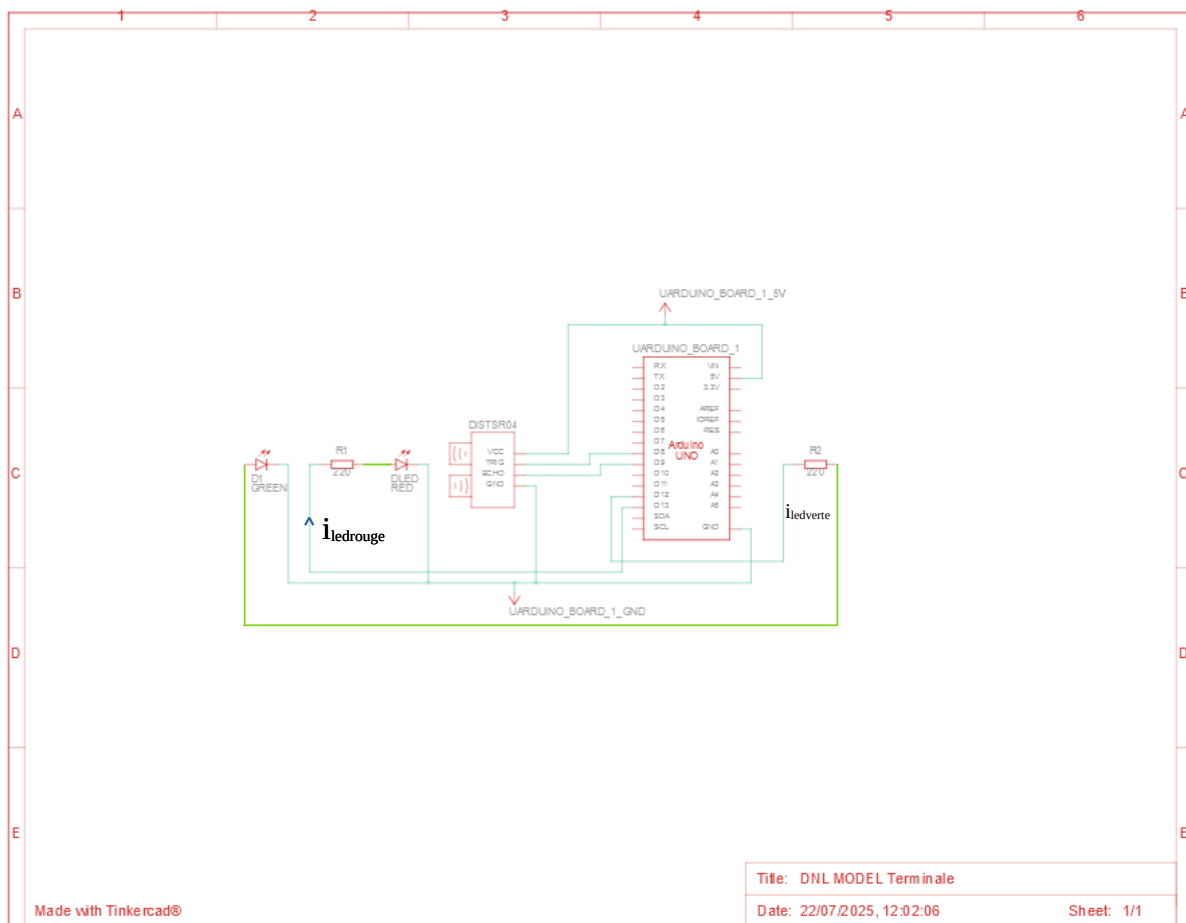 1 2 3 4 5 6
A A
B B
UARDUINO_BOARD_1_5V
UARDUINO_BOARD_1
RX VIN
TX 5V
D2 3.3V
D3
D4 AREF
D5 IOREF
D6 RES
D7
Arduino
UNO
D8 A0
D9 A1
D10 A2
D11 A3
D12 A4
D13 A5
SDA
SCL GND
DISTSR04
VCC
TRIG
ECHO
GND
C C
D1
GREEN
R1
220
DLED
RED
R2
220
iledrouge
iledverte
UARDUINO_BOARD_1_GND
D D
E E
Title: DNL MODEL Terminale
Made with Tinkercad®
Date: 22/07/2025, 12:02:06 Sheet: 1/1